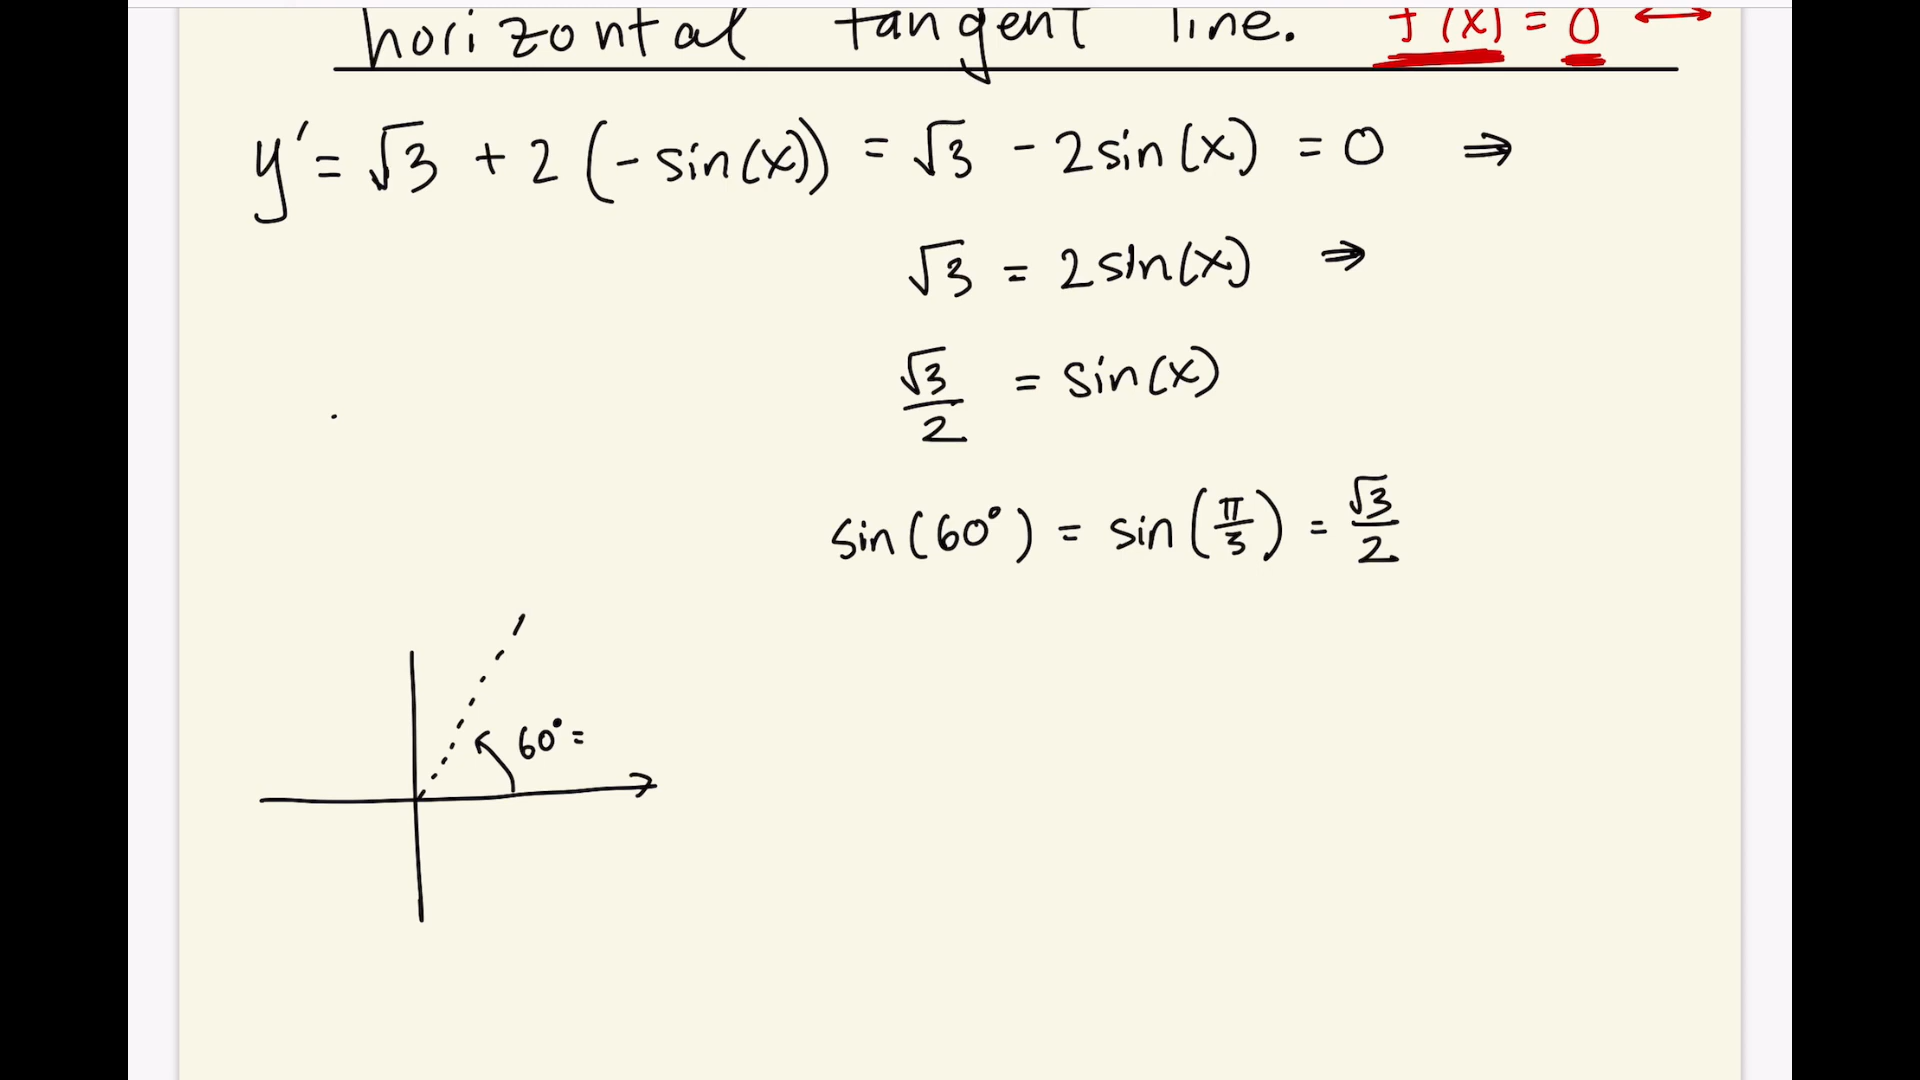 horizontal tangent line. f'(x) = 0 ↔
y' = √3 + 2 (- sin(x)) = √3 - 2sin(x) = 0 ⇒
√3 = 2sin(x) ⇒
√3/2 = sin(x)
sin(60°) = sin(π/3) = √3/2
60° =